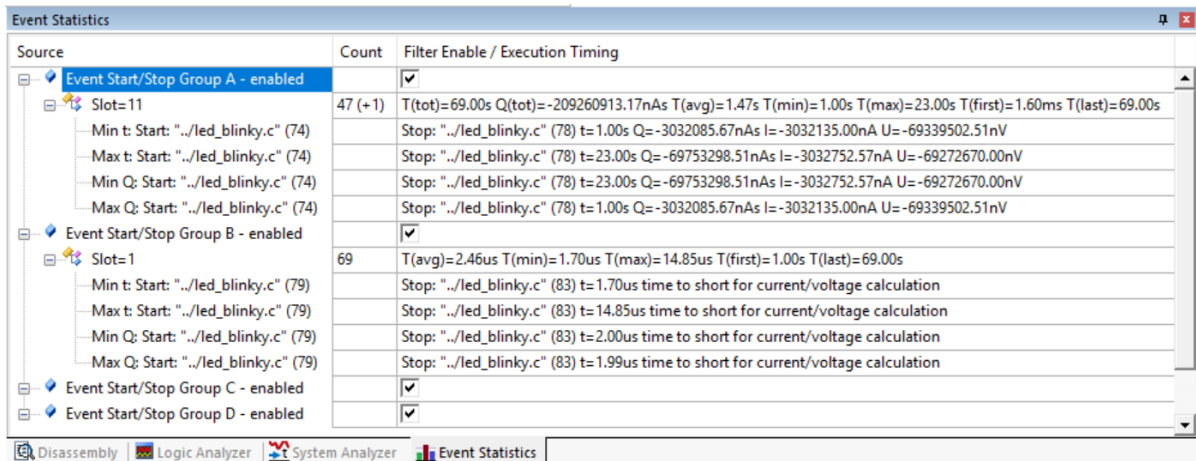 Event Statistics
Source Count Filter Enable / Execution Timing
Event Start/Stop Group A - enabled
Slot=11 47 (+1) T(tot)=69.00s Q(tot)=-209260913.17nAs T(avg)=1.47s T(min)=1.00s T(max)=23.00s T(first)=1.60ms T(last)=69.00s
Min t: Start: "../led_blinky.c" (74) Stop: "../led_blinky.c" (78) t=1.00s Q=-3032085.67nAs I=-3032135.00nA U=-69339502.51nV
Max t: Start: "../led_blinky.c" (74) Stop: "../led_blinky.c" (78) t=23.00s Q=-69753298.51nAs I=-3032752.57nA U=-69272670.00nV
Min Q: Start: "../led_blinky.c" (74) Stop: "../led_blinky.c" (78) t=23.00s Q=-69753298.51nAs I=-3032752.57nA U=-69272670.00nV
Max Q: Start: "../led_blinky.c" (74) Stop: "../led_blinky.c" (78) t=1.00s Q=-3032085.67nAs I=-3032135.00nA U=-69339502.51nV
Event Start/Stop Group B - enabled
Slot=1 69 T(avg)=2.46us T(min)=1.70us T(max)=14.85us T(first)=1.00s T(last)=69.00s
Min t: Start: "../led_blinky.c" (79) Stop: "../led_blinky.c" (83) t=1.70us time to short for current/voltage calculation
Max t: Start: "../led_blinky.c" (79) Stop: "../led_blinky.c" (83) t=14.85us time to short for current/voltage calculation
Min Q: Start: "../led_blinky.c" (79) Stop: "../led_blinky.c" (83) t=2.00us time to short for current/voltage calculation
Max Q: Start: "../led_blinky.c" (79) Stop: "../led_blinky.c" (83) t=1.99us time to short for current/voltage calculation
Event Start/Stop Group C - enabled
Event Start/Stop Group D - enabled
Disassembly Logic Analyzer System Analyzer Event Statistics